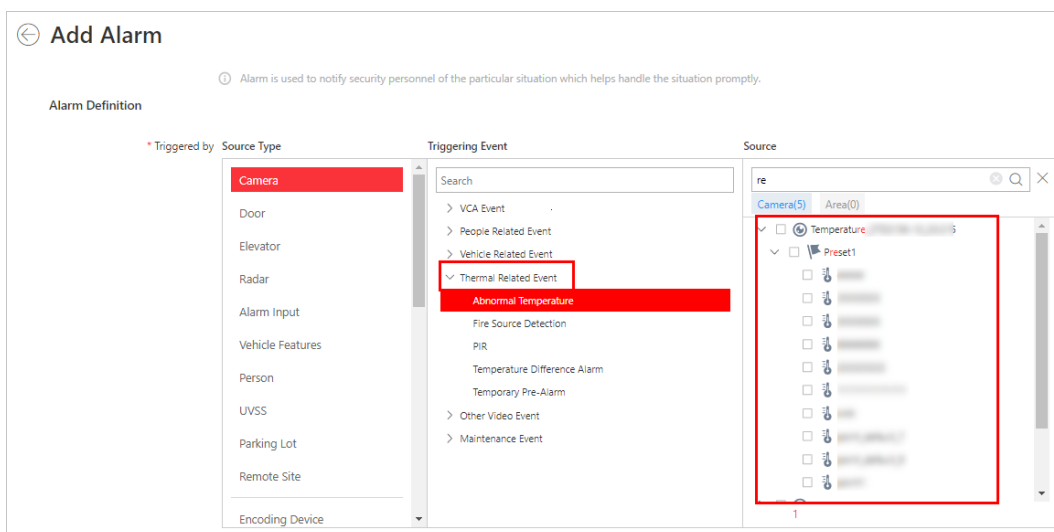 Add Alarm
Alarm is used to notify security personnel of the particular situation which helps handle the situation promptly.
Alarm Definition
* Triggered by Source Type Triggering Event Source
Camera
Door
Elevator
Radar
Alarm Input
Vehicle Features
Person
UVSS
Parking Lot
Remote Site
Encoding Device
Search
VCA Event
People Related Event
Vehicle Related Event
Thermal Related Event
Abnormal Temperature
Fire Source Detection
PIR
Temperature Difference Alarm
Temporary Pre-Alarm
Other Video Event
Maintenance Event
re
Camera(5) Area(0)
Temperature
Preset1
1